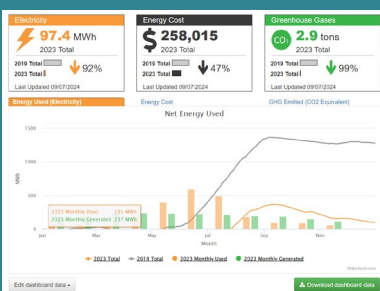 Electricity
97.4 MWh
2023 Total
2019 Total
2023 Total
92%
Last Updated 09/07/2024
Energy Cost
$ 258,015
2023 Total
2019 Total
2023 Total
47%
Last Updated 09/07/2024
Greenhouse Gases
CO₂
2.9 tons
2023 Total
2019 Total
2023 Total
99%
Last Updated 09/07/2024
Energy Used (Electricity)
Energy Cost
GHG Emitted (CO2 Equivalent)
Net Energy Used
1500
1000
500
0
MWh
2023 Monthly Used
195 MWh
2023 Monthly Generated
237 MWh
Jan
Mar
May
Jul
Sep
Nov
Month
2023 Total
2019 Total
2023 Monthly Used
2023 Monthly Generated
Edit dashboard data
Download dashboard data